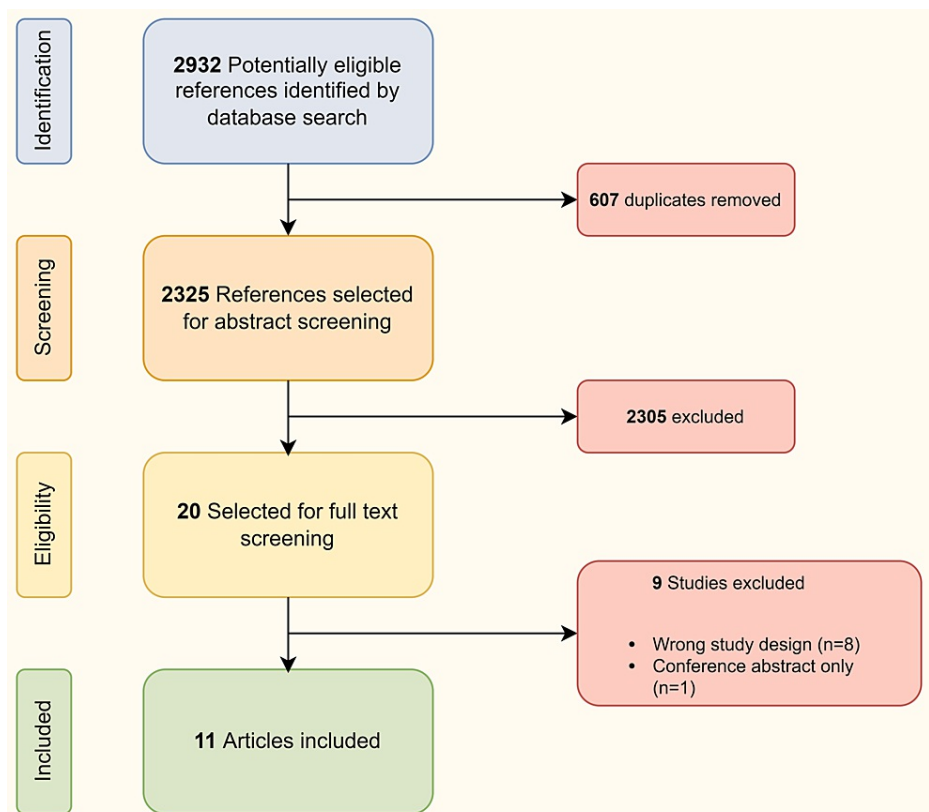 Identification
2932 Potentially eligible
references identified by
database search
607 duplicates removed
Screening
2325 References selected
for abstract screening
2305 excluded
Eligibility
20 Selected for full text
screening
9 Studies excluded
• Wrong study design (n=8)
• Conference abstract only
(n=1)
Included
11 Articles included